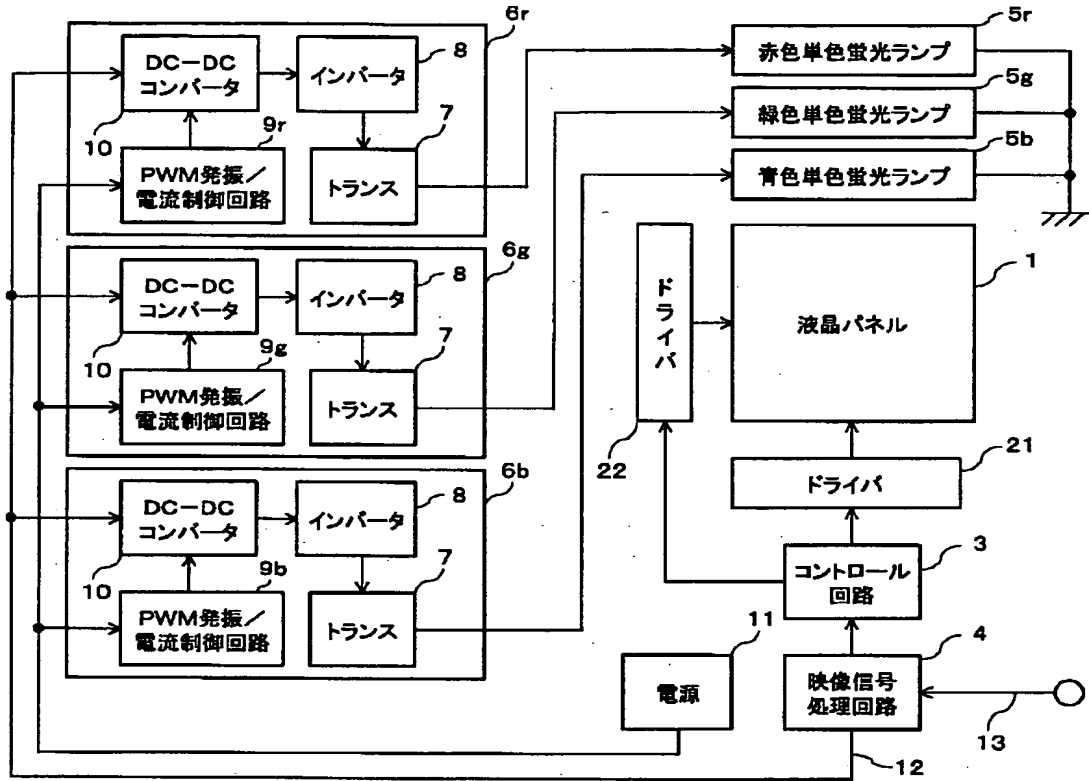 6r
DC-DC
コンバータ
インバータ
8
10
9r
7
PWM発振/
電流制御回路
トランス
5r
赤色単色蛍光ランプ
5g
緑色単色蛍光ランプ
5b
青色単色蛍光ランプ
6g
DC-DC
コンバータ
インバータ
8
10
9g
7
PWM発振/
電流制御回路
トランス
ドライバ
22
液晶パネル
1
6b
DC-DC
コンバータ
インバータ
8
10
9b
7
PWM発振/
電流制御回路
トランス
ドライバ
21
コントロール
回路
3
電源
11
映像信号
処理回路
4
13
12